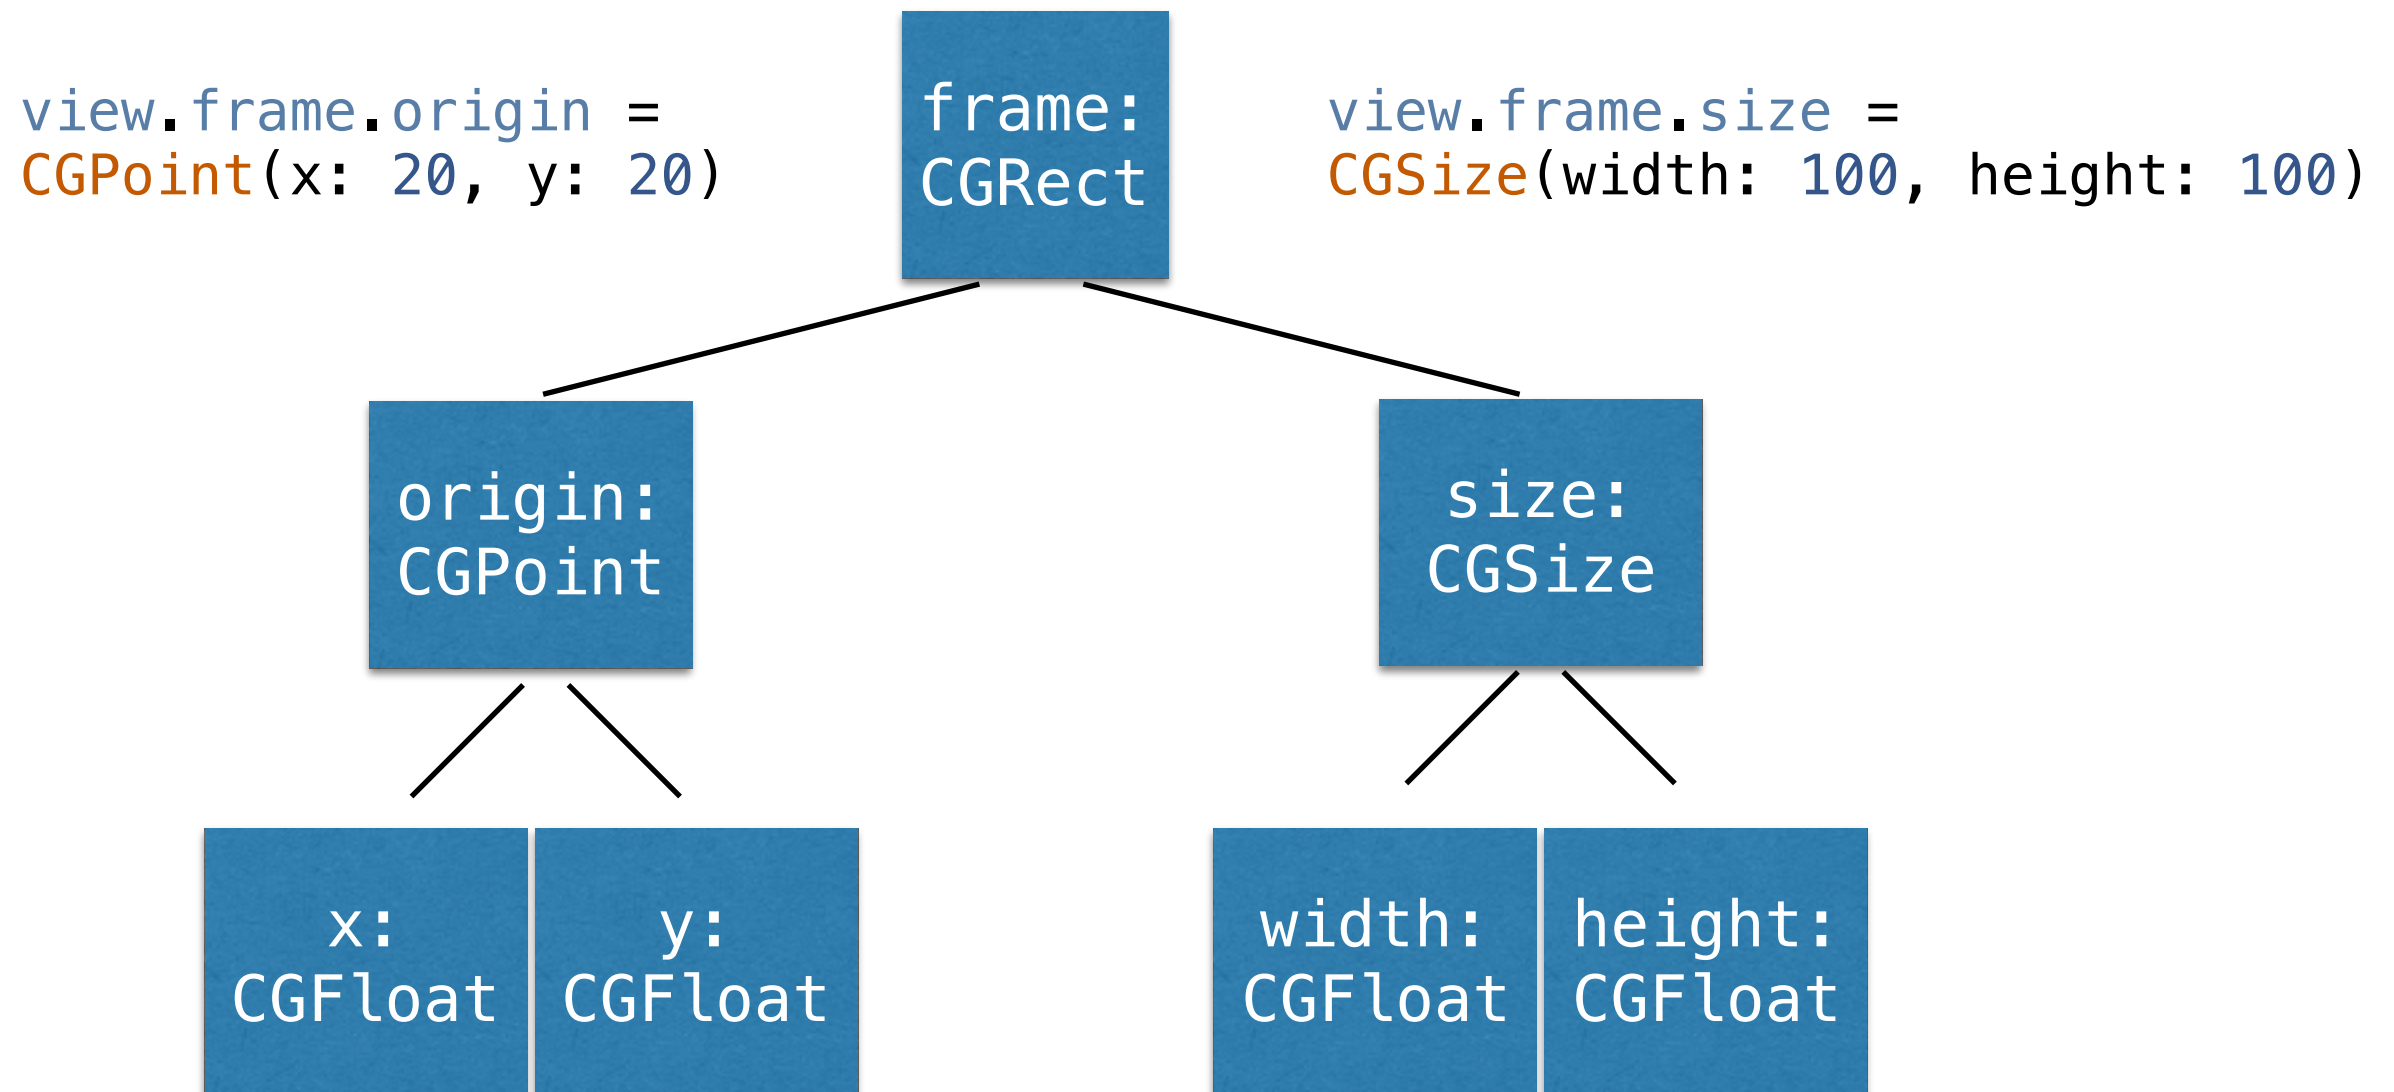 view.frame.origin =
CGPoint(x: 20, y: 20)
frame:
CGRect
view.frame.size =
CGSize(width: 100, height: 100)
origin:
CGPoint
size:
CGSize
x:
CGFloat
y:
CGFloat
width:
CGFloat
height:
CGFloat